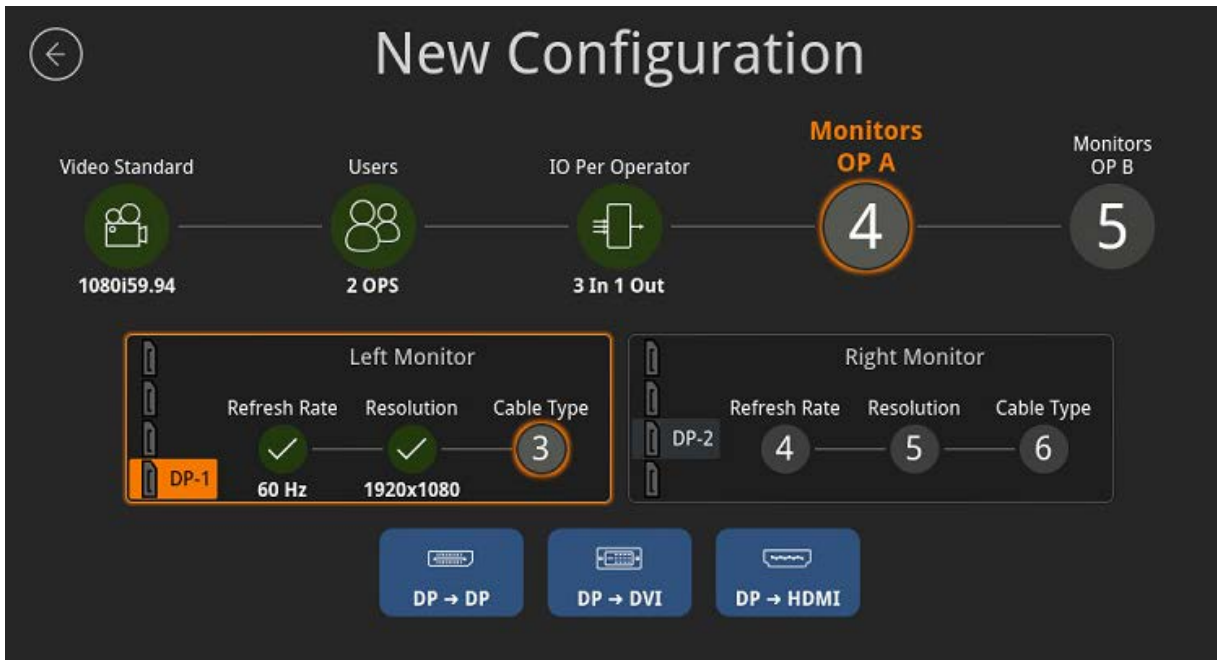 New Configuration
Video Standard
1080i59.94
Users
2 OPS
IO Per Operator
3 In 1 Out
Monitors
OP A
4
Monitors
OP B
5
Left Monitor
Refresh Rate Resolution Cable Type
3
DP-1
60 Hz 1920x1080
Right Monitor
Refresh Rate Resolution Cable Type
DP-2
4 5 6
DP → DP
DP → DVI
DP → HDMI